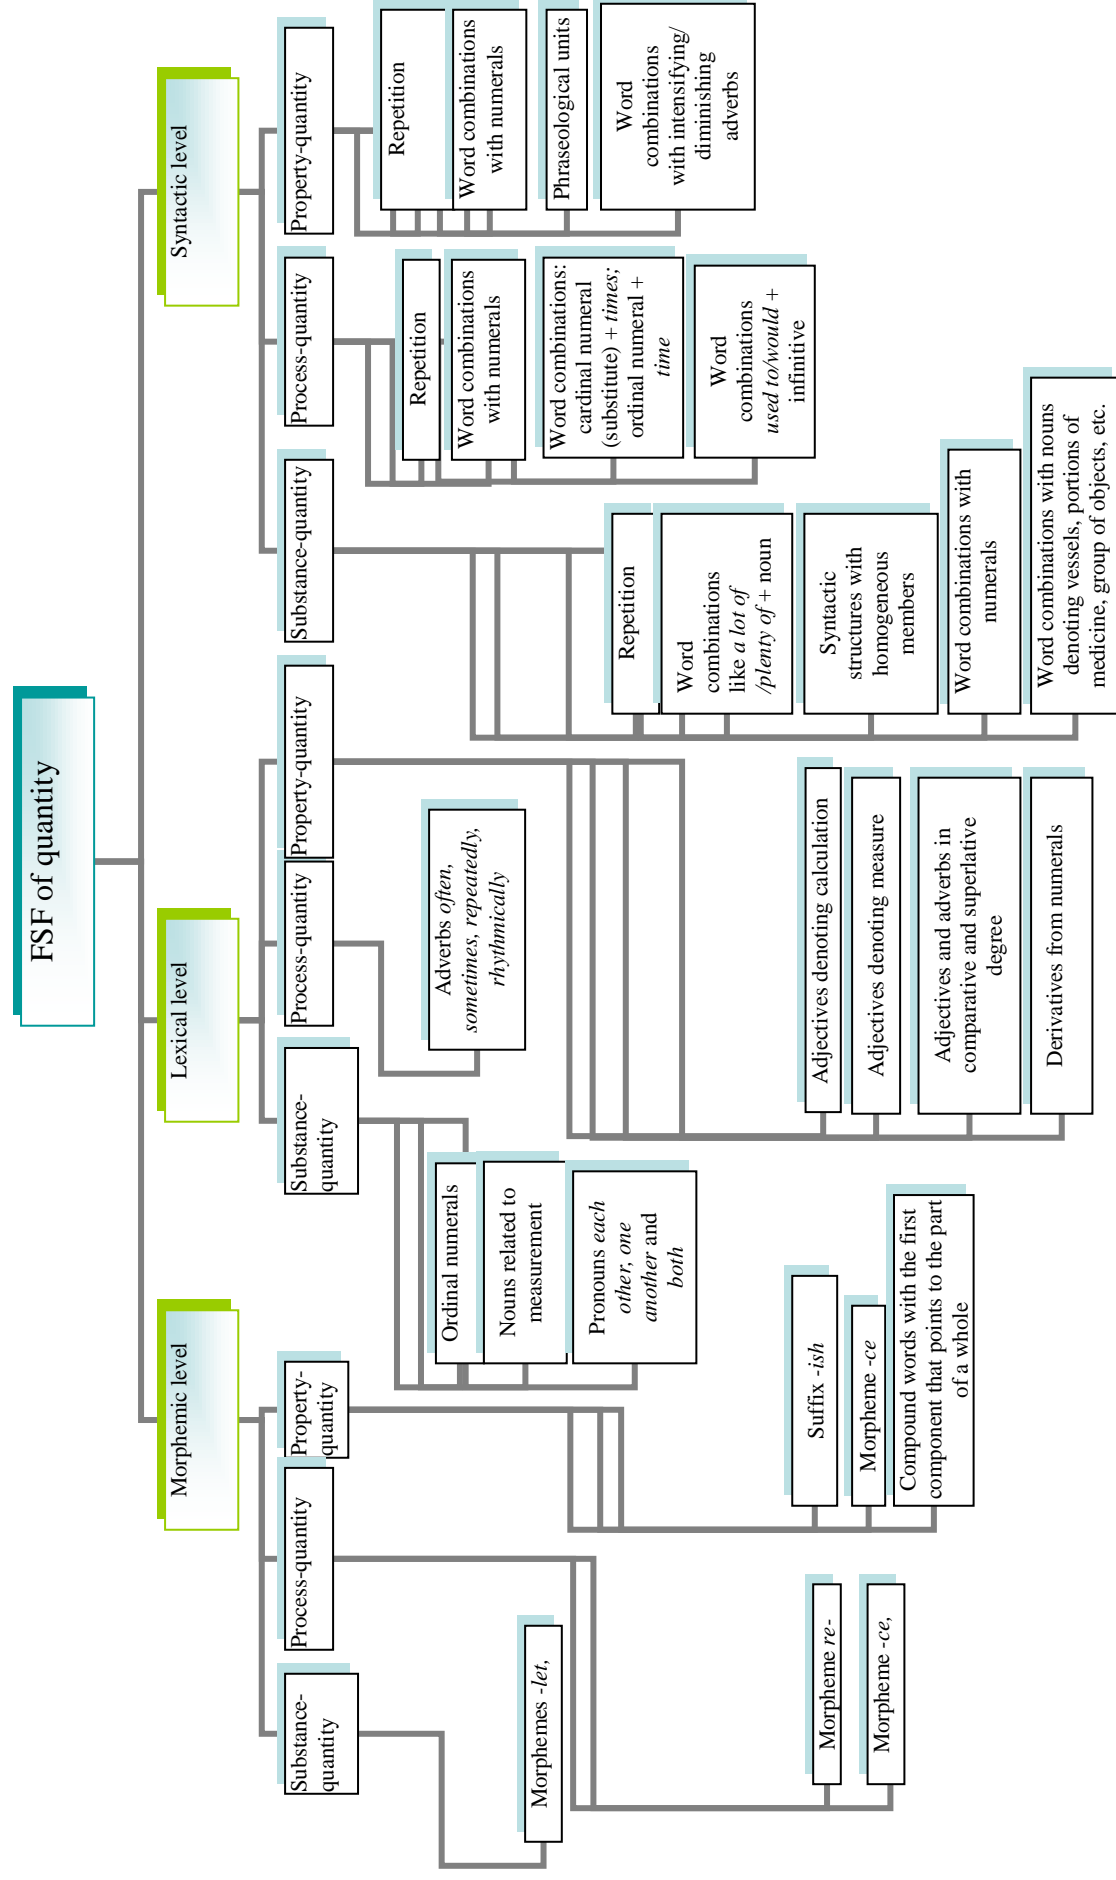 FSF of quantity
Morphemic level
Lexical level
Syntactic level
Substance-
quantity
Process-quantity
Property-
quantity
Substance-
quantity
Process-quantity
Property-quantity
Substance-quantity
Process-quantity
Property-quantity
Morphemes -let,
Morpheme re-
Morpheme -ce,
Suffix -ish
Morpheme -ce
Compound words with the first
component that points to the part
of a whole
Ordinal numerals
Nouns related to
measurement
Pronouns each
other, one
another and
both
Adverbs often,
sometimes, repeatedly,
rhythmically
Adjectives denoting calculation
Adjectives denoting measure
Adjectives and adverbs in
comparative and superlative
degree
Derivatives from numerals
Repetition
Word
combinations
like a lot of
/plenty of + noun
Syntactic
structures with
homogeneous
members
Word combinations with
numerals
Word combinations with nouns
denoting vessels, portions of
medicine, group of objects, etc.
Repetition
Word combinations
with numerals
Word combinations:
cardinal numeral
(substitute) + times;
ordinal numeral +
time
Word
combinations
used to/would +
infinitive
Repetition
Word combinations
with numerals
Phraseological units
Word
combinations
with intensifying/
diminishing
adverbs